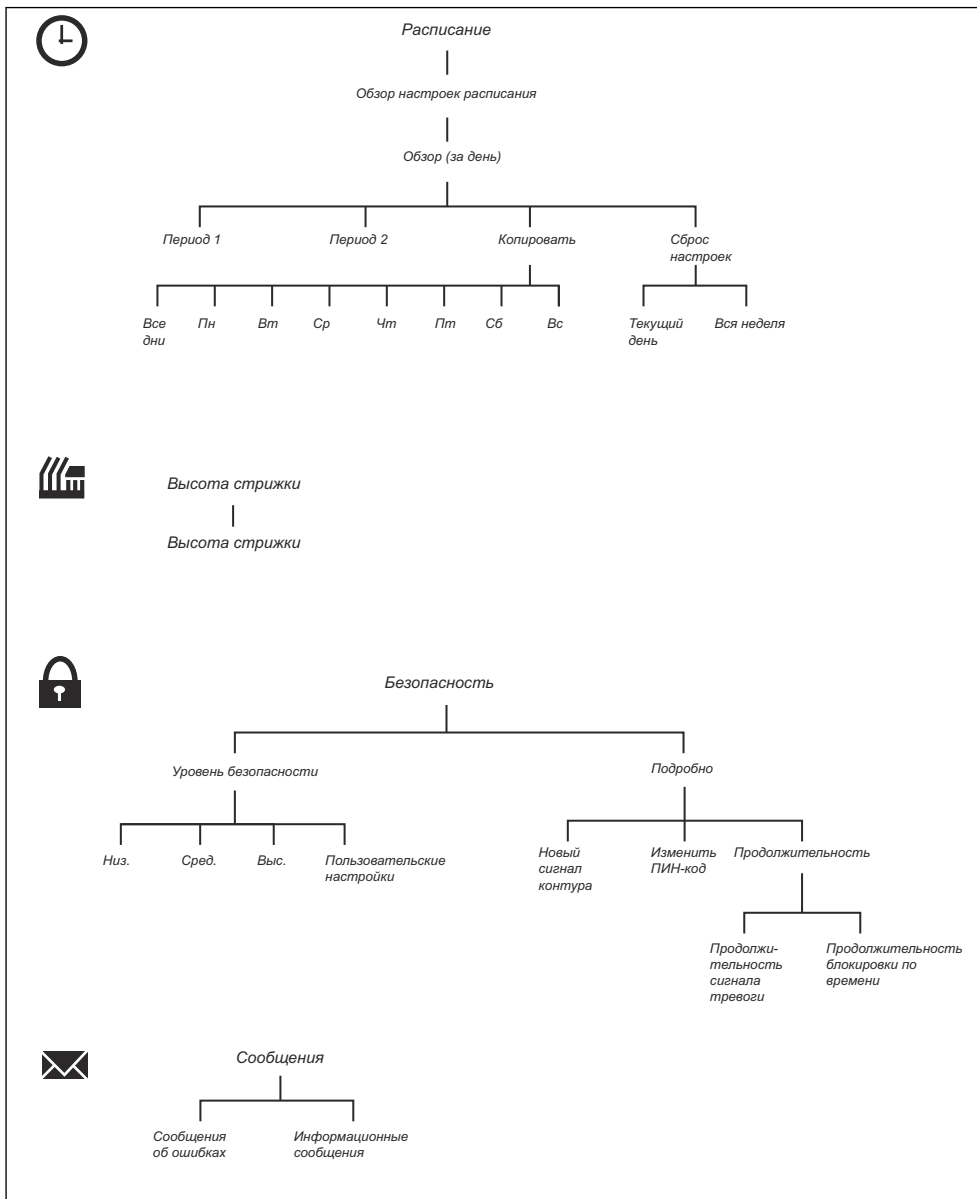 Расписание
Обзор настроек расписания
Обзор (за день)
Период 1
Период 2
Копировать
Сброс
настроек
Все
дни
Пн
Вт
Ср
Чт
Пт
Сб
Вс
Текущий
день
Вся неделя
Высота стрижки
Высота стрижки
Безопасность
Уровень безопасности
Подробно
Низ.
Сред.
Выс.
Пользовательские
настройки
Новый
сигнал
контура
Изменить
ПИН-код
Продолжительность
Продолжи-
тельность
сигнала
тревоги
Продолжительность
блокировки по
времени
Сообщения
Сообщения
об ошибках
Информационные
сообщения